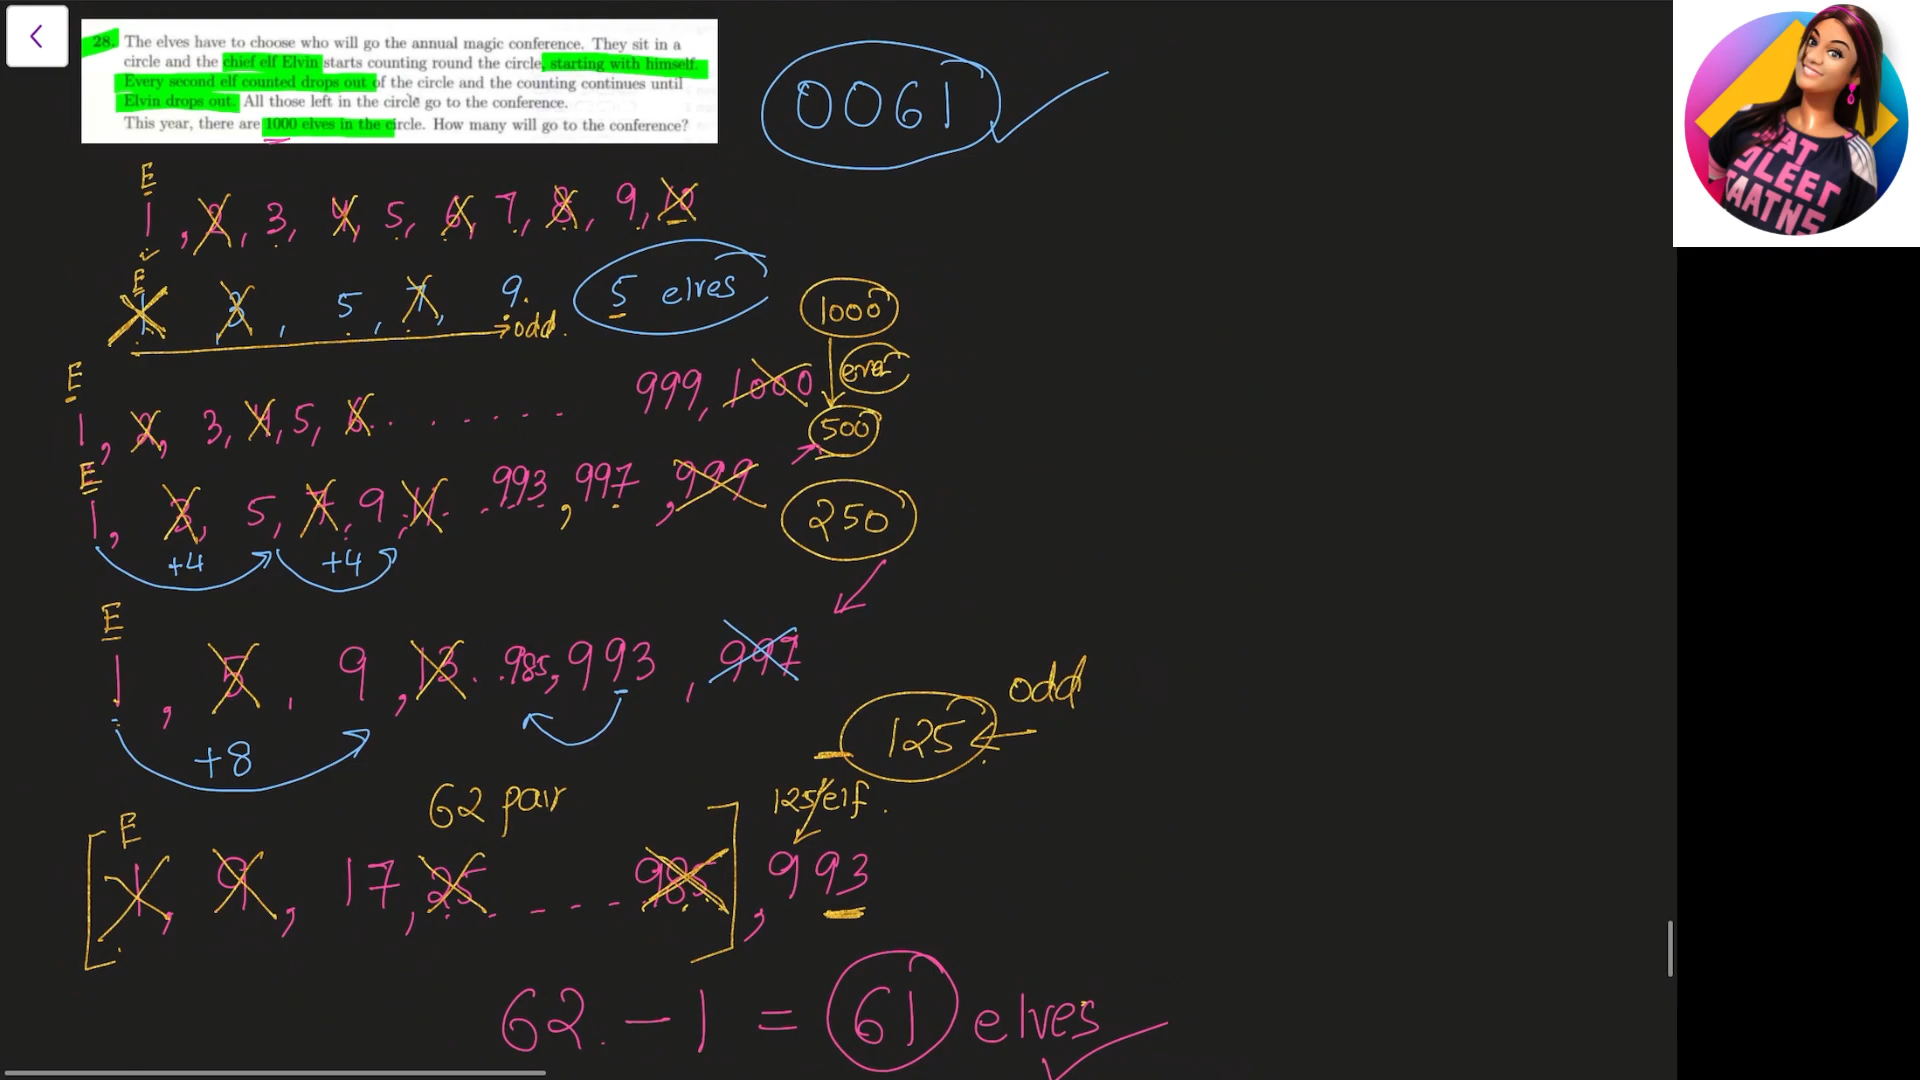 28. The elves have to choose who will go the annual magic conference. They sit in a
circle and the chief elf Elvin starts counting round the circle, starting with himself.
Every second elf counted drops out of the circle and the counting continues until
Elvin drops out. All those left in the circle go to the conference.
This year, there are 1000 elves in the circle. How many will go to the conference?
0061
E
1, 2, 3, 4, 5, 6, 7, 8, 9, 10
E
1 3, 5, 7, 9. 5 elves
odd.
1000
E
1, 2, 3, 4, 5, 6. . . . . . . 999, 1000
even
500
E
1, 3, 5, 7, 9, 11. . . 993, 997, 999
250
+4 +4
E
1, 5, 9, 13. . 985, 993, 997
+8
125 odd
62 pair 125/elf.
E
1, 9, 17, 25 . - - - - 985, 993
62 - 1 = 61 elves